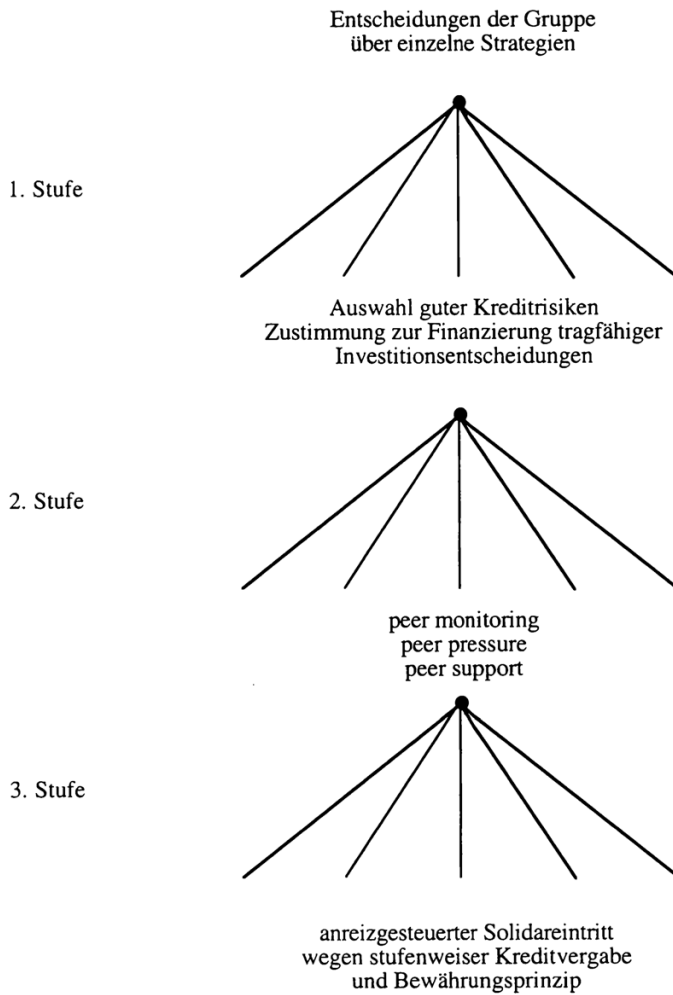 Entscheidungen der Gruppe
über einzelne Strategien
1. Stufe
Auswahl guter Kreditrisiken
Zustimmung zur Finanzierung tragfähiger
Investitionsentscheidungen
2. Stufe
peer monitoring
peer pressure
peer support
3. Stufe
anreizgesteuerter Solidareintritt
wegen stufenweiser Kreditvergabe
und Bewährungsprinzip